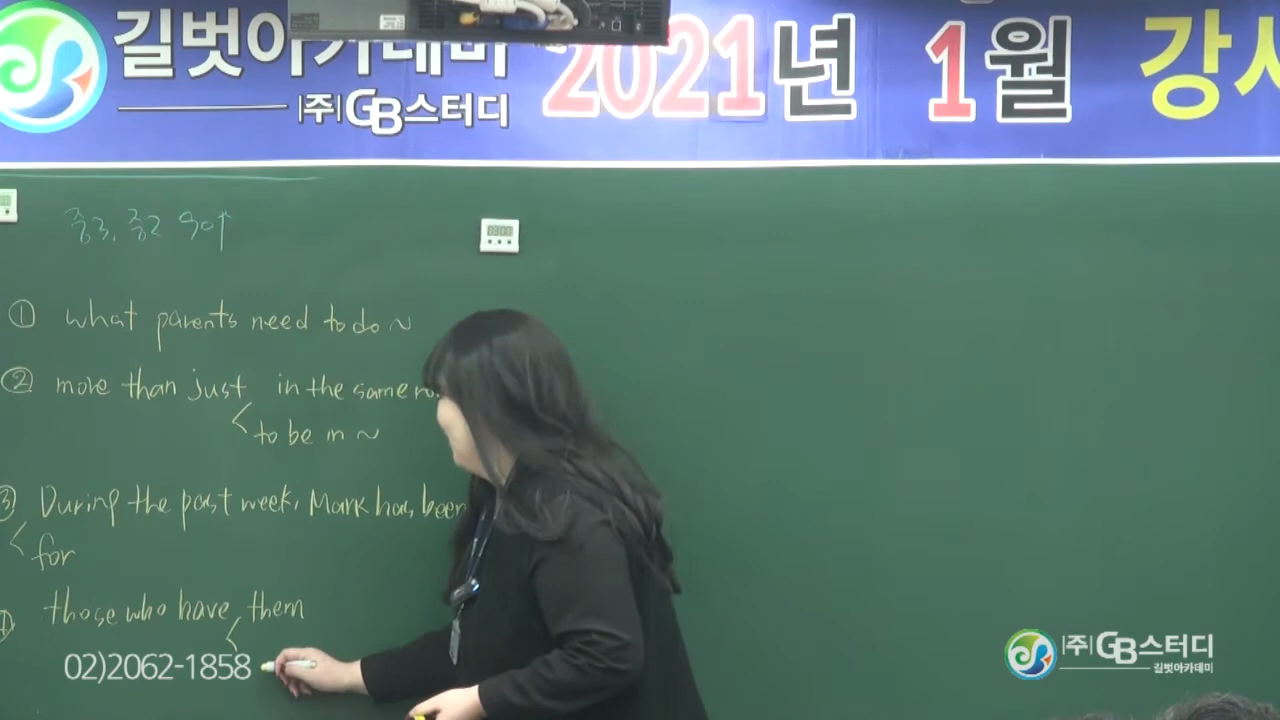 길벗아카데미 2021년 1월 강사
(주)GB스터디
중3, 중2 영어
03:00
① what parents need to do ~
② more than just in the same ro
to be in ~
③ During the past week, Mark has been
for
those who have them
02)2062-1858
(주)GB스터디
길벗아카데미